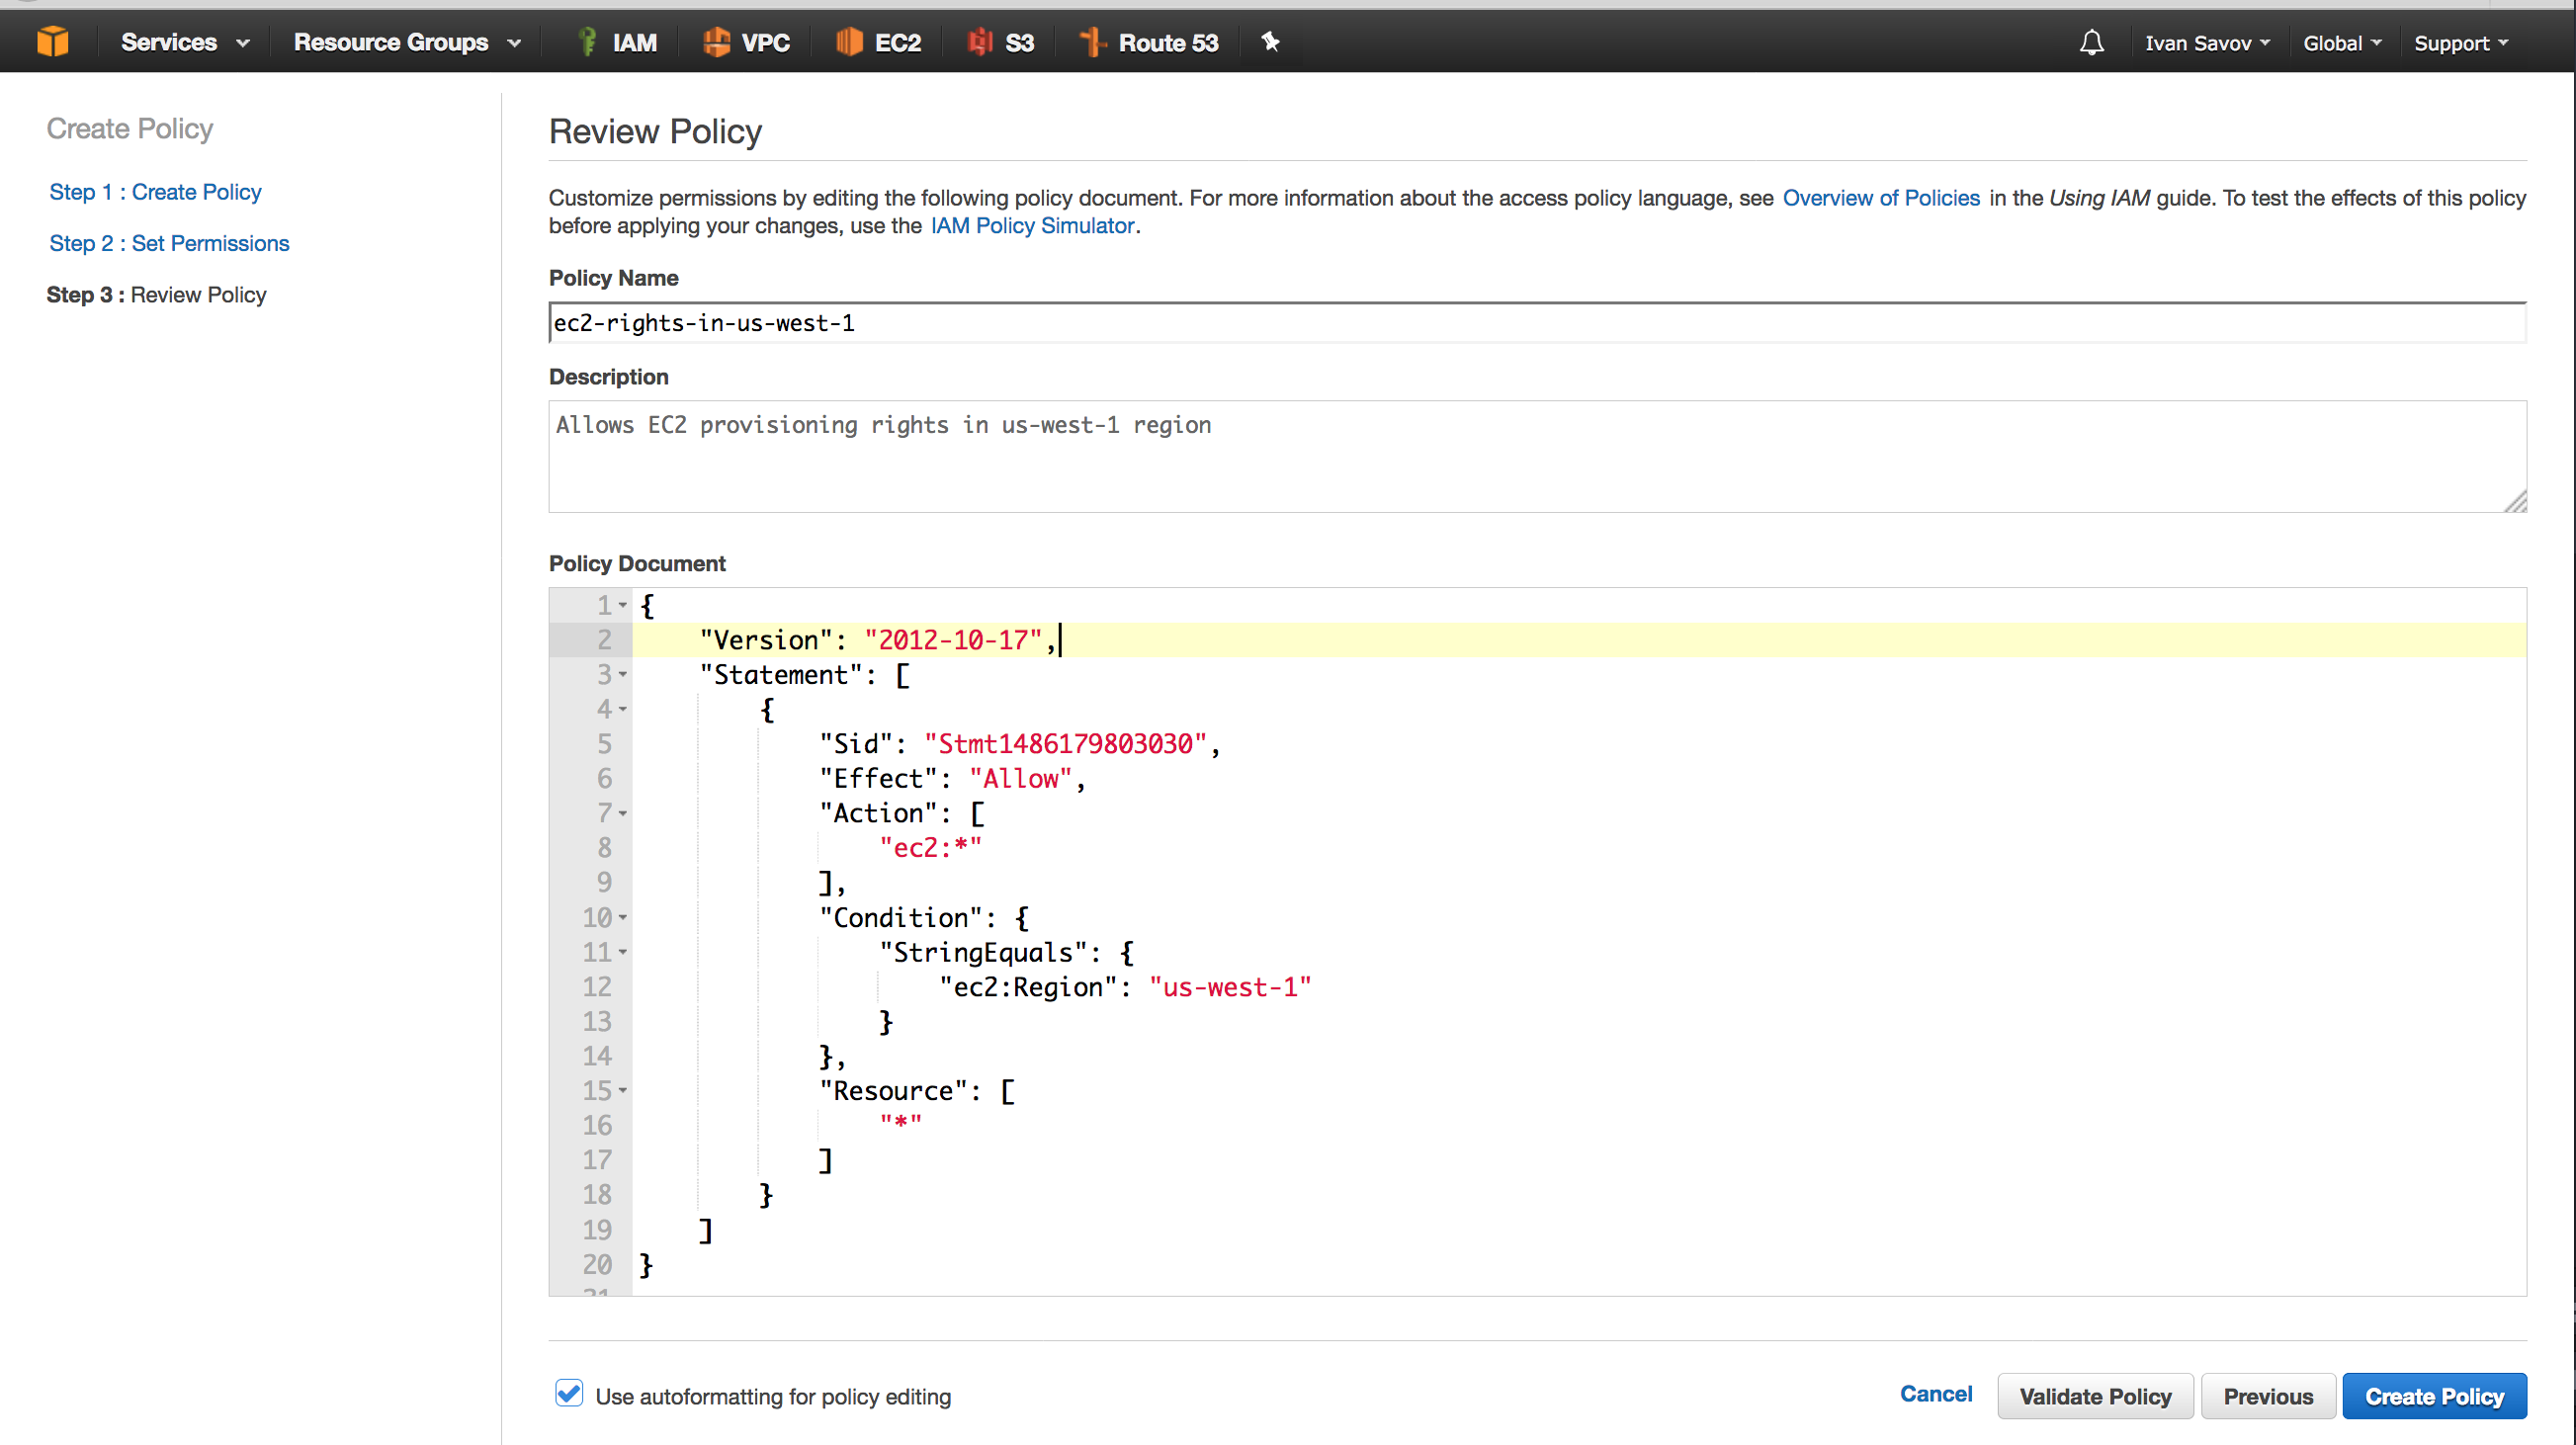 Services Resource Groups IAM VPC EC2 S3 Route 53 Ivan Savov Global Support
Create Policy
Step 1 : Create Policy
Step 2 : Set Permissions
Step 3 : Review Policy
Review Policy
Customize permissions by editing the following policy document. For more information about the access policy language, see Overview of Policies in the Using IAM guide. To test the effects of this policy
before applying your changes, use the IAM Policy Simulator.
Policy Name
ec2-rights-in-us-west-1
Description
Allows EC2 provisioning rights in us-west-1 region
Policy Document
1 {
2 "Version": "2012-10-17",
3 "Statement": [
4 {
5 "Sid": "Stmt1486179803030",
6 "Effect": "Allow",
7 "Action": [
8 "ec2:*"
9 ],
10 "Condition": {
11 "StringEquals": {
12 "ec2:Region": "us-west-1"
13 }
14 },
15 "Resource": [
16 "*"
17 ]
18 }
19 ]
20 }
21
Use autoformatting for policy editing
Cancel Validate Policy Previous Create Policy